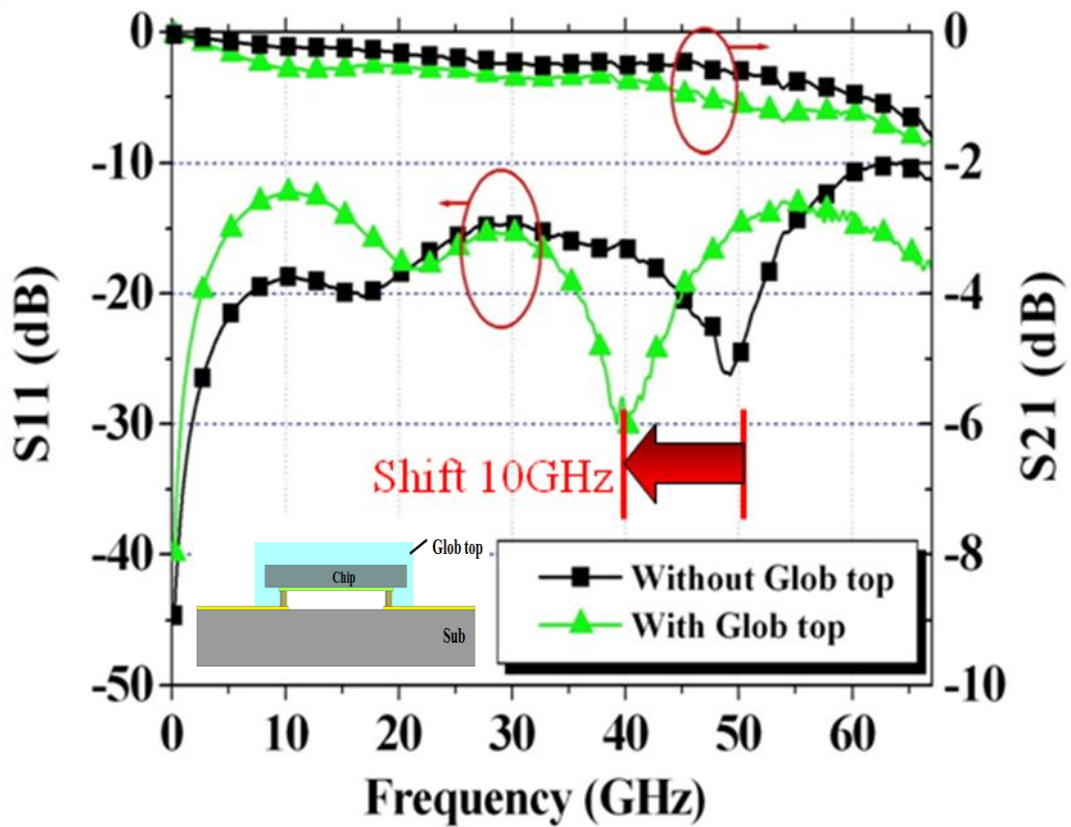 0
-10
-20
-30
-40
-50
S11 (dB)
0
-2
-4
-6
-8
-10
S21 (dB)
Shift 10GHz
Glob top
Chip
Sub
Without Glob top
With Glob top
0 10 20 30 40 50 60
Frequency (GHz)